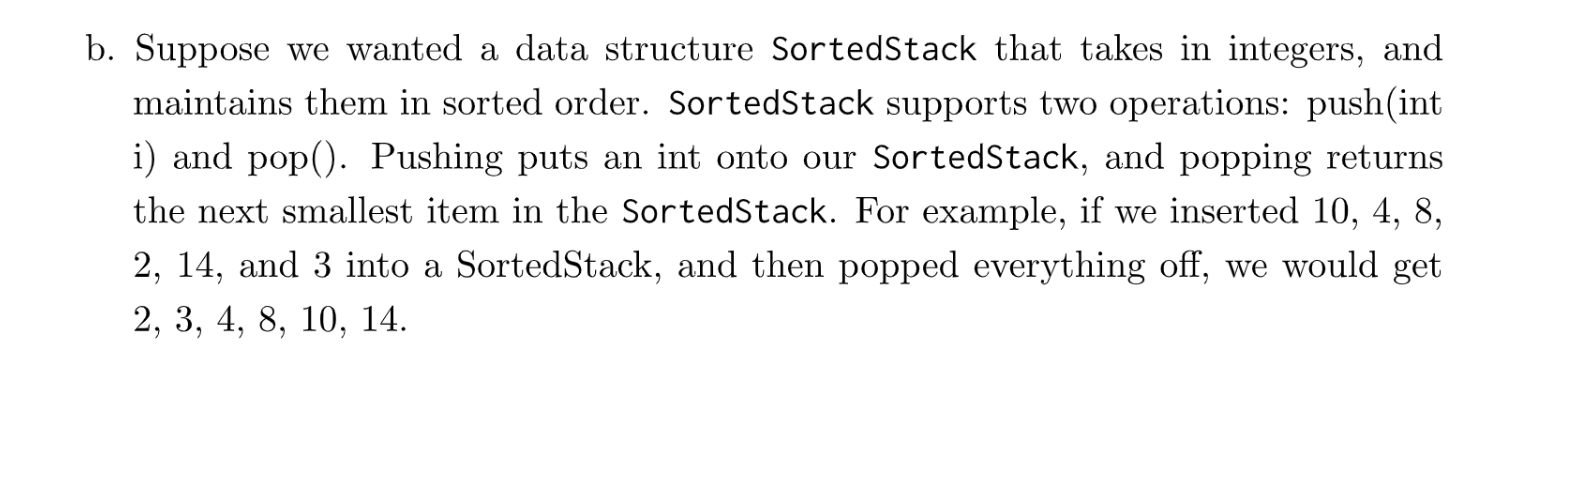 b. Suppose we wanted a data structure SortedStack that takes in integers, and
maintains them in sorted order. SortedStack supports two operations: push(int
i) and pop(). Pushing puts an int onto our SortedStack, and popping returns
the next smallest item in the SortedStack. For example, if we inserted 10, 4, 8,
2, 14, and 3 into a SortedStack, and then popped everything off, we would get
2, 3, 4, 8, 10, 14.